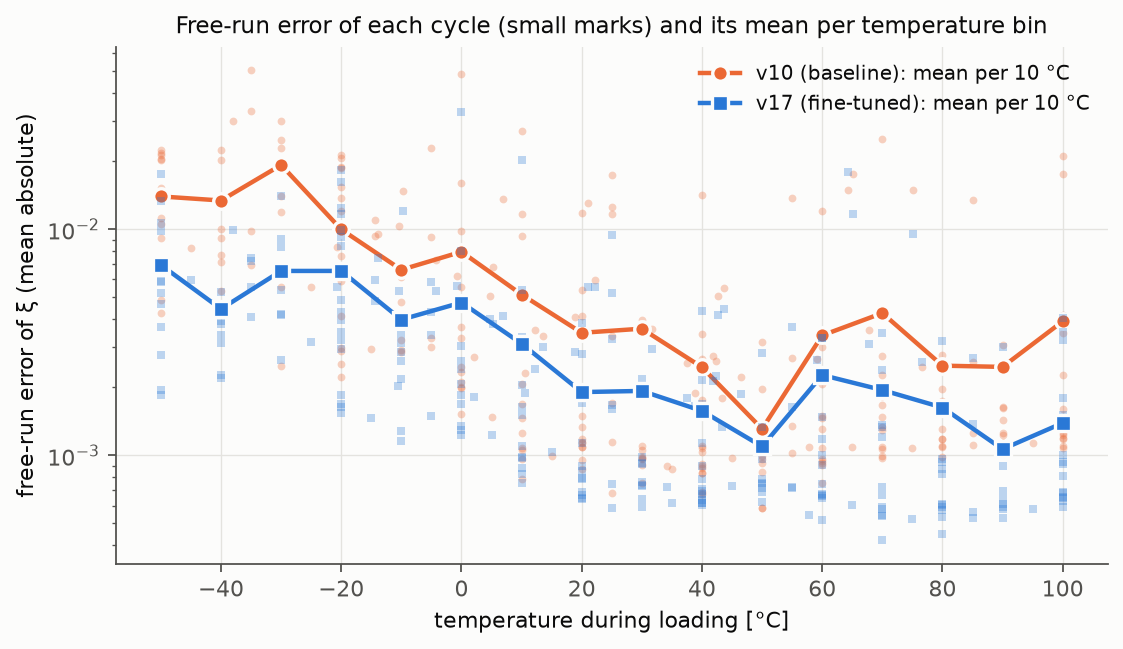 Free-run error of each cycle (small marks) and its mean per temperature bin
v10 (baseline): mean per 10 °C
v17 (fine-tuned): mean per 10 °C
free-run error of ξ (mean absolute)
10⁻²
10⁻³
−40 −20 0 20 40 60 80 100
temperature during loading [°C]